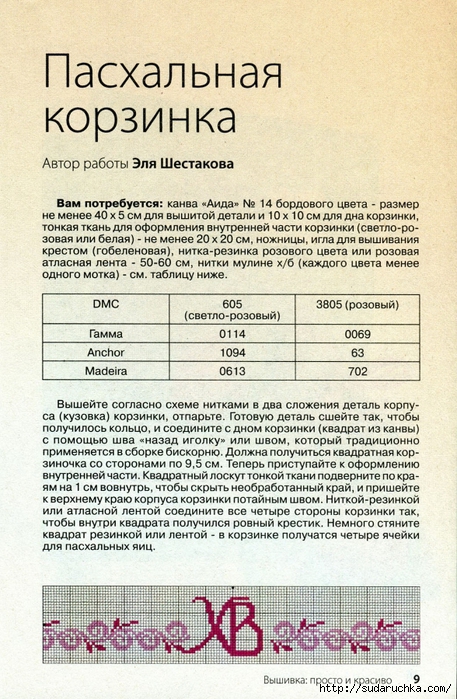 Пасхальная
корзинка
Автор работы Эля Шестакова
Вам потребуется: канва «Аида» № 14 бордового цвета - размер
не менее 40 х 5 см для вышитой детали и 10 х 10 см для дна корзинки,
тонкая ткань для оформления внутренней части корзинки (светло-ро-
зовая или белая) - не менее 20 х 20 см, ножницы, игла для вышивания
крестом (гобеленовая), нитка-резинка розового цвета или розовая
атласная лента - 50-60 см, нитки мулине х/б (каждого цвета менее
одного мотка) - см. таблицу ниже.
DMC 605 (светло-розовый) 3805 (розовый)
Гамма 0114 0069
Anchor 1094 63
Madeira 0613 702
Вышейте согласно схеме нитками в два сложения деталь корпу-
са (кузовка) корзинки, отпарьте. Готовую деталь сшейте так, чтобы
получилось кольцо, и соедините с дном корзинки (квадрат из канвы)
с помощью шва «назад иголку» или швом, который традиционно
применяется в сборке бискорню. Должна получиться квадратная кор-
зиночка со сторонами по 9,5 см. Теперь приступайте к оформлению
внутренней части. Квадратный лоскут тонкой ткани подверните по кра-
ям на 1 см вовнутрь, чтобы скрыть необработанный край, и пришейте
к верхнему краю корпуса корзинки потайным швом. Ниткой-резинкой
или атласной лентой соедините все четыре стороны корзинки так,
чтобы внутри квадрата получился ровный крестик. Немного стяните
квадрат резинкой или лентой - в корзинке получатся четыре ячейки
для пасхальных яиц.
ХВ
Вышивка: просто и красиво 9
http://sudaruchka.com/